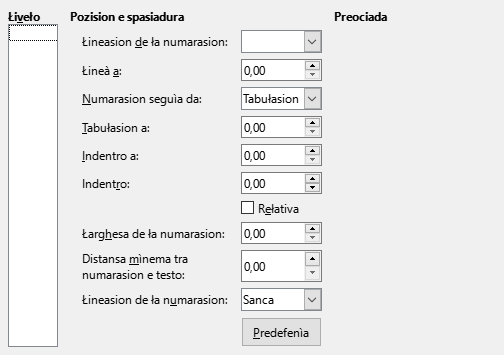 Łiveło Pozision e spasiadura Preociada
Łineasion de ła numarasion:
Łineà a: 0,00
Numarasion seguìa da: Tabułasion
Tabułasion a: 0,00
Indentro a: 0,00
Indentro: 0,00
Rełativa
Łarghesa de ła numarasion: 0,00
Distansa mìnema tra
numarasion e testo: 0,00
Łineasion de ła numarasion: Sanca
Predefenìa